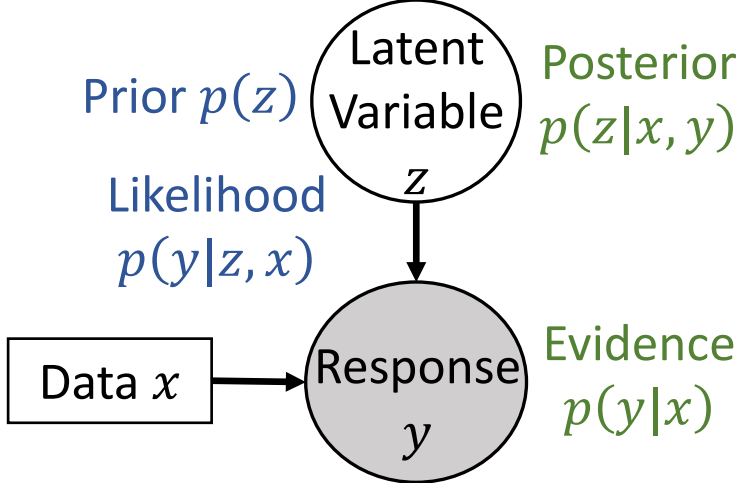 Latent
Variable
z
Prior p(z)
Posterior
p(z|x, y)
Likelihood
p(y|z, x)
Data x
Response
y
Evidence
p(y|x)